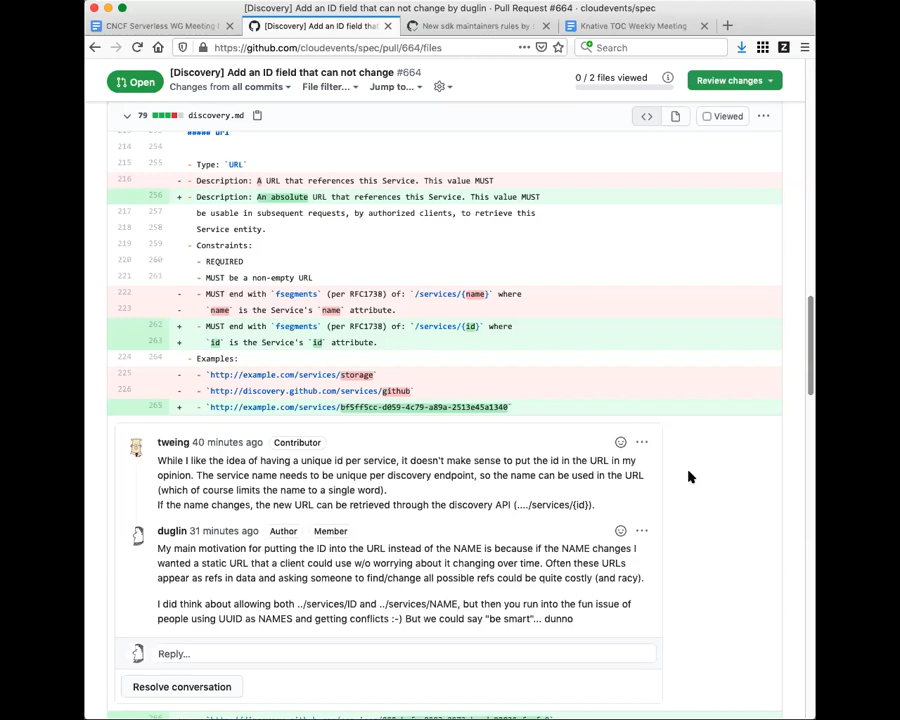 [Discovery] Add an ID field that can not change by duglin · Pull Request #664 · cloudevents/spec
CNCF Serverless WG Meeting
[Discovery] Add an ID field that
New sdk maintainers rules by
Knative TOC Weekly Meeting
https://github.com/cloudevents/spec/pull/664/files
Search
Open
[Discovery] Add an ID field that can not change #664
Changes from all commits
File filter...
Jump to...
0 / 2 files viewed
Review changes
79 discovery.md
Viewed
##### url
214 254
215 255 - Type: `URL`
216 - - Description: A URL that references this Service. This value MUST
256 + - Description: An absolute URL that references this Service. This value MUST
217 257 be usable in subsequent requests, by authorized clients, to retrieve this
218 258 Service entity.
219 259 - Constraints:
220 260 - REQUIRED
221 261 - MUST be a non-empty URL
222 - - MUST end with `fsegments` (per RFC1738) of: `/services/{name}` where
223 - `name` is the Service's `name` attribute.
262 + - MUST end with `fsegments` (per RFC1738) of: `/services/{id}` where
263 + `id` is the Service's `id` attribute.
224 264 - Examples:
225 - - `http://example.com/services/storage`
226 - - `http://discovery.github.com/services/github`
265 + - `http://example.com/services/bf5ff5cc-d059-4c79-a89a-2513e45a1340`
tweing 40 minutes ago Contributor
While I like the idea of having a unique id per service, it doesn't make sense to put the id in the URL in my
opinion. The service name needs to be unique per discovery endpoint, so the name can be used in the URL
(which of course limits the name to a single word).
If the name changes, the new URL can be retrieved through the discovery API (..../services/{id}).
duglin 31 minutes ago Author Member
My main motivation for putting the ID into the URL instead of the NAME is because if the NAME changes I
wanted a static URL that a client could use w/o worrying about it changing over time. Often these URLs
appear as refs in data and asking someone to find/change all possible refs could be quite costly (and racy).
I did think about allowing both ../services/ID and ../services/NAME, but then you run into the fun issue of
people using UUID as NAMES and getting conflicts :-) But we could say "be smart"... dunno
Reply...
Resolve conversation